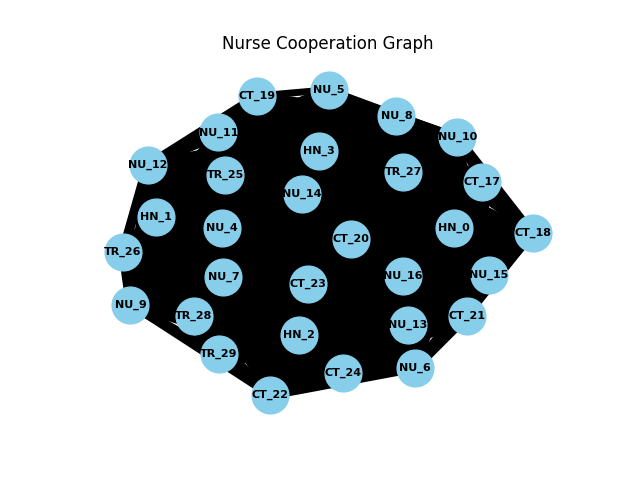 Nurse Cooperation Graph
NU_5
CT_19
NU_8
NU_11
NU_10
HN_3
NU_12
TR_27
TR_25
CT_17
NU_14
HN_1
NU_4
HN_0
CT_18
CT_20
TR_26
NU_15
NU_16
NU_7
CT_23
NU_9
TR_28
CT_21
NU_13
HN_2
TR_29
NU_6
CT_24
CT_22